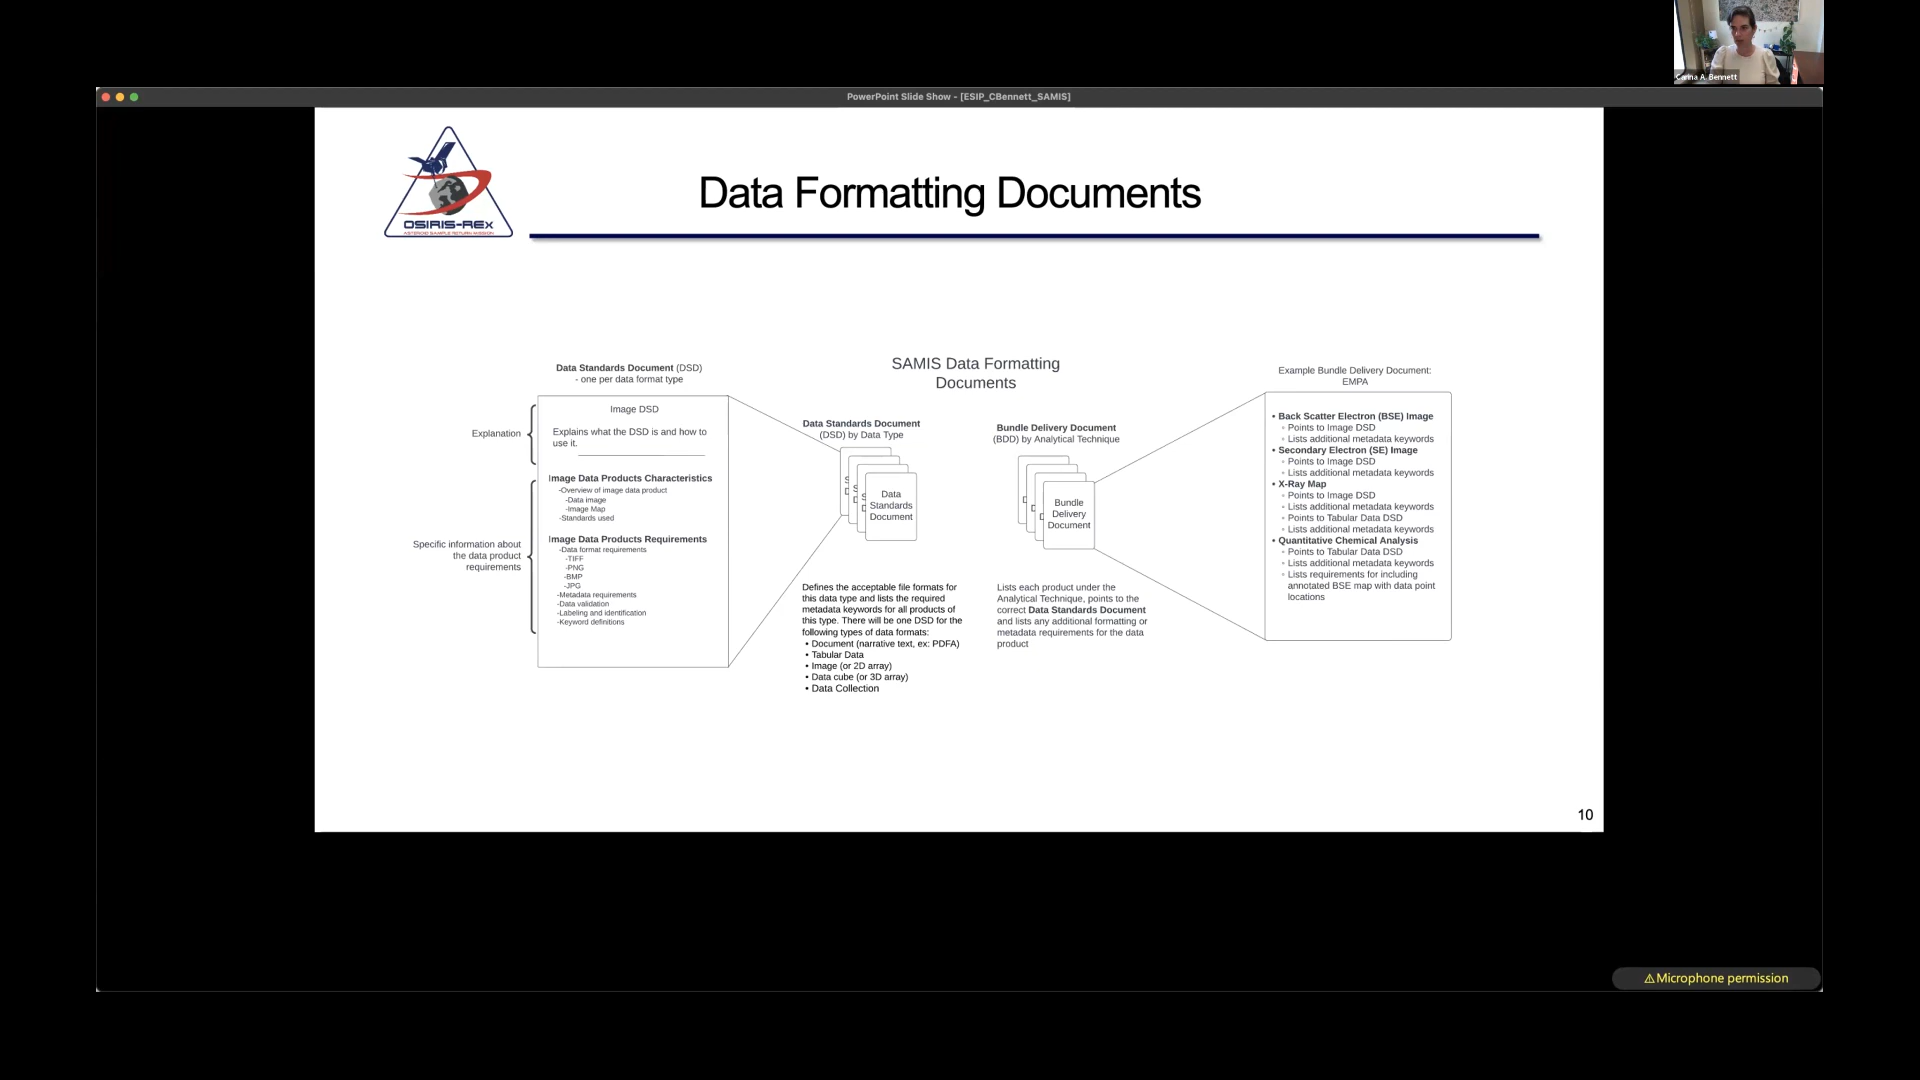 Carina A. Bennett
PowerPoint Slide Show - [ESIP_CBennett_SAMIS]
OSIRIS-REx
ASTEROID SAMPLE RETURN MISSION
Data Formatting Documents
Data Standards Document (DSD)
- one per data format type
Explanation
Image DSD
Explains what the DSD is and how to
use it.
Specific information about
the data product
requirements
Image Data Products Characteristics
-Overview of image data product
-Data image
-Image Map
-Standards used
Image Data Products Requirements
-Data format requirements
-TIFF
-PNG
-BMP
-JPG
-Metadata requirements
-Data validation
-Labeling and identification
-Keyword definitions
SAMIS Data Formatting
Documents
Data Standards Document
(DSD) by Data Type
Data
Standards
Document
Defines the acceptable file formats for
this data type and lists the required
metadata keywords for all products of
this type. There will be one DSD for the
following types of data formats:
• Document (narrative text, ex: PDFA)
• Tabular Data
• Image (or 2D array)
• Data cube (or 3D array)
• Data Collection
Bundle Delivery Document
(BDD) by Analytical Technique
Bundle
Delivery
Document
Lists each product under the
Analytical Technique, points to the
correct Data Standards Document
and lists any additional formatting or
metadata requirements for the data
product
Example Bundle Delivery Document:
EMPA
• Back Scatter Electron (BSE) Image
◦ Points to Image DSD
◦ Lists additional metadata keywords
• Secondary Electron (SE) Image
◦ Points to Image DSD
◦ Lists additional metadata keywords
• X-Ray Map
◦ Points to Image DSD
◦ Lists additional metadata keywords
◦ Points to Tabular Data DSD
◦ Lists additional metadata keywords
• Quantitative Chemical Analysis
◦ Points to Tabular Data DSD
◦ Lists additional metadata keywords
◦ Lists requirements for including
annotated BSE map with data point
locations
10
⚠Microphone permission